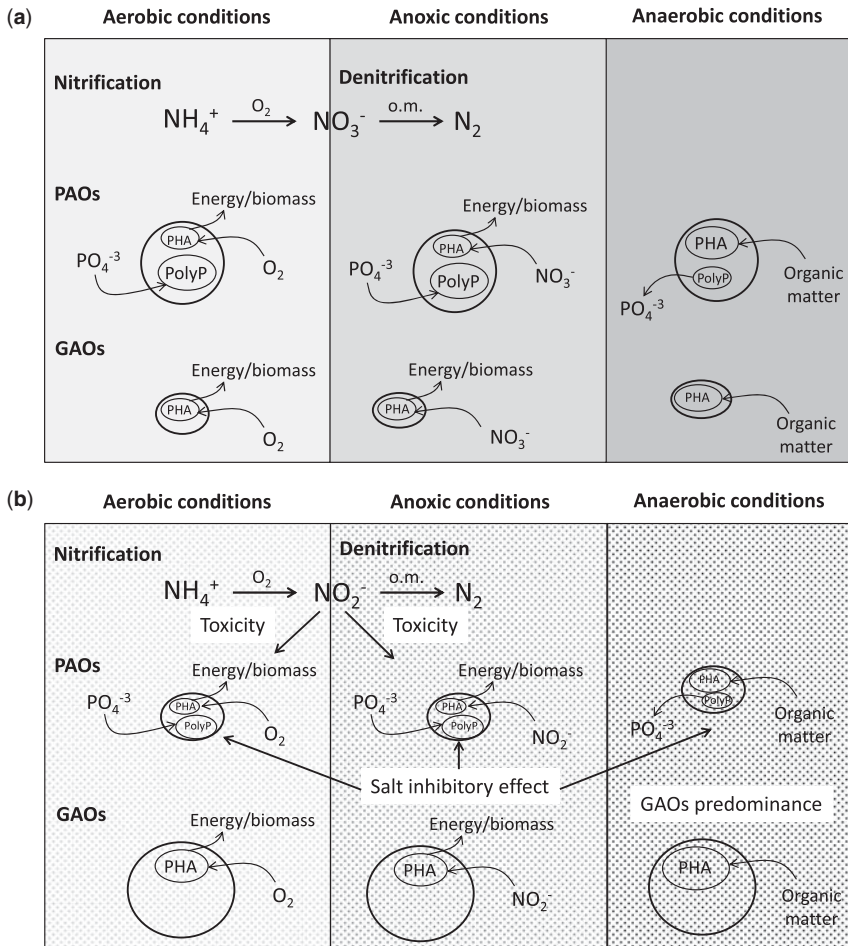 (a)
Aerobic conditions
Anoxic conditions
Anaerobic conditions
Nitrification
Denitrification
NH₄⁺
O₂
NO₃⁻
o.m.
N₂
PAOs
Energy/biomass
PHA
PolyP
PO₄⁻³
O₂
Energy/biomass
PHA
PolyP
PO₄⁻³
NO₃⁻
PHA
PolyP
PO₄⁻³
Organic
matter
GAOs
Energy/biomass
PHA
O₂
Energy/biomass
PHA
NO₃⁻
PHA
Organic
matter
(b)
Aerobic conditions
Anoxic conditions
Anaerobic conditions
Nitrification
Denitrification
NH₄⁺
O₂
NO₂⁻
o.m.
N₂
Toxicity
Toxicity
PAOs
Energy/biomass
PHA
PolyP
PO₄⁻³
O₂
Energy/biomass
PHA
PolyP
PO₄⁻³
NO₂⁻
PHA
PolyP
PO₄⁻³
Organic
matter
Salt inhibitory effect
GAOs predominance
GAOs
Energy/biomass
PHA
O₂
Energy/biomass
PHA
NO₂⁻
PHA
Organic
matter